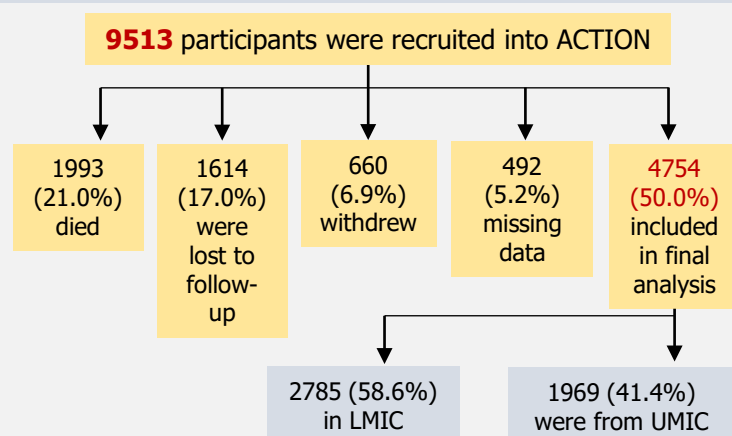 9513 participants were recruited into ACTION
1993
(21.0%)
died
1614
(17.0%)
were
lost to
follow-
up
660
(6.9%)
withdrew
492
(5.2%)
missing
data
4754
(50.0%)
included
in final
analysis
2785 (58.6%)
in LMIC
1969 (41.4%)
were from UMIC